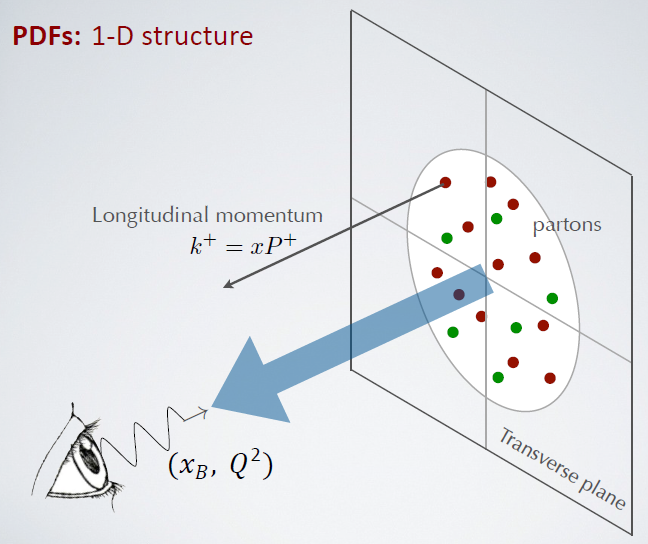 PDFs: 1-D structure
Longitudinal momentum
k⁺ = xP⁺
partons
(x_B, Q²)
Transverse plane